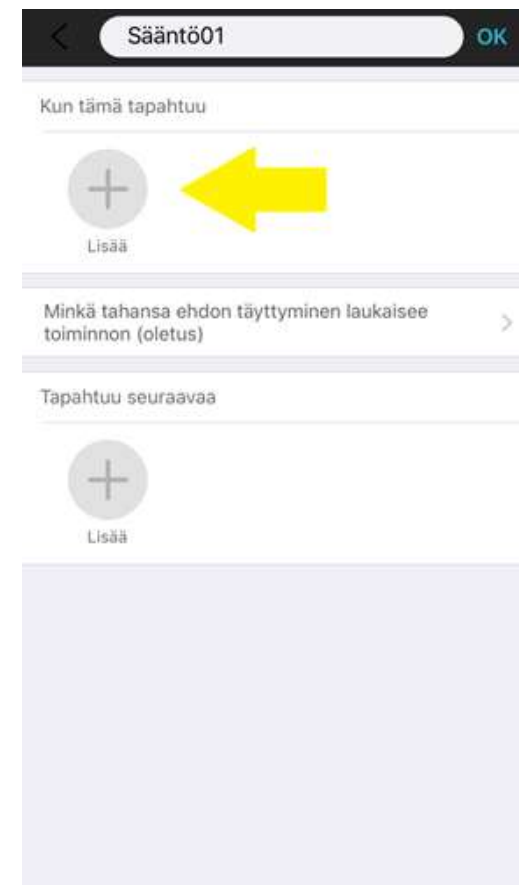 Sääntö01
OK
Kun tämä tapahtuu
Lisää
Minkä tahansa ehdon täyttyminen laukaisee
toiminnon (oletus)
Tapahtuu seuraavaa
Lisää